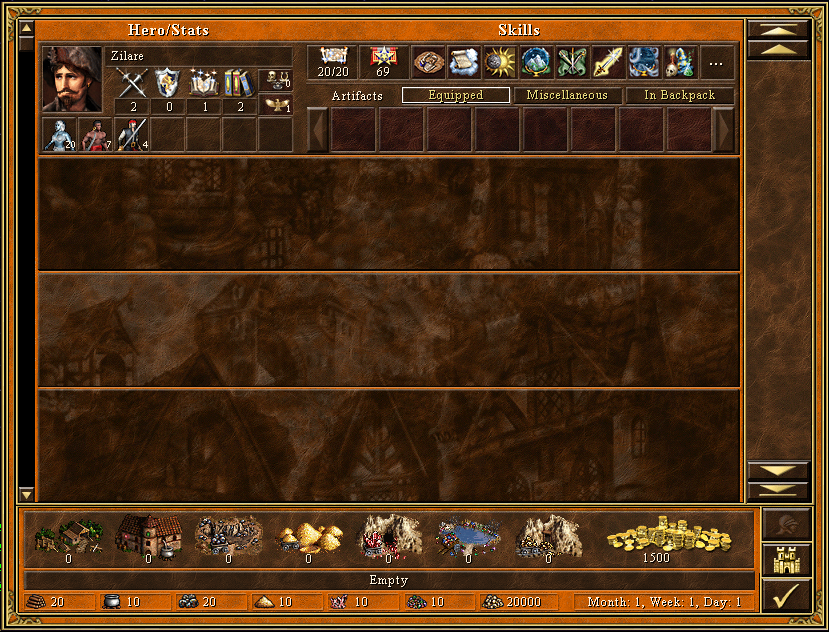 Hero/Stats Skills
Zilare
20/20 69 ...
0
Artifacts Equipped Miscellaneous In Backpack
2 0 1 2 1
20 7 4
0 0 0 0 0 0 0 1500
Empty
20 10 20 10 10 10 20000 Month: 1, Week: 1, Day: 1